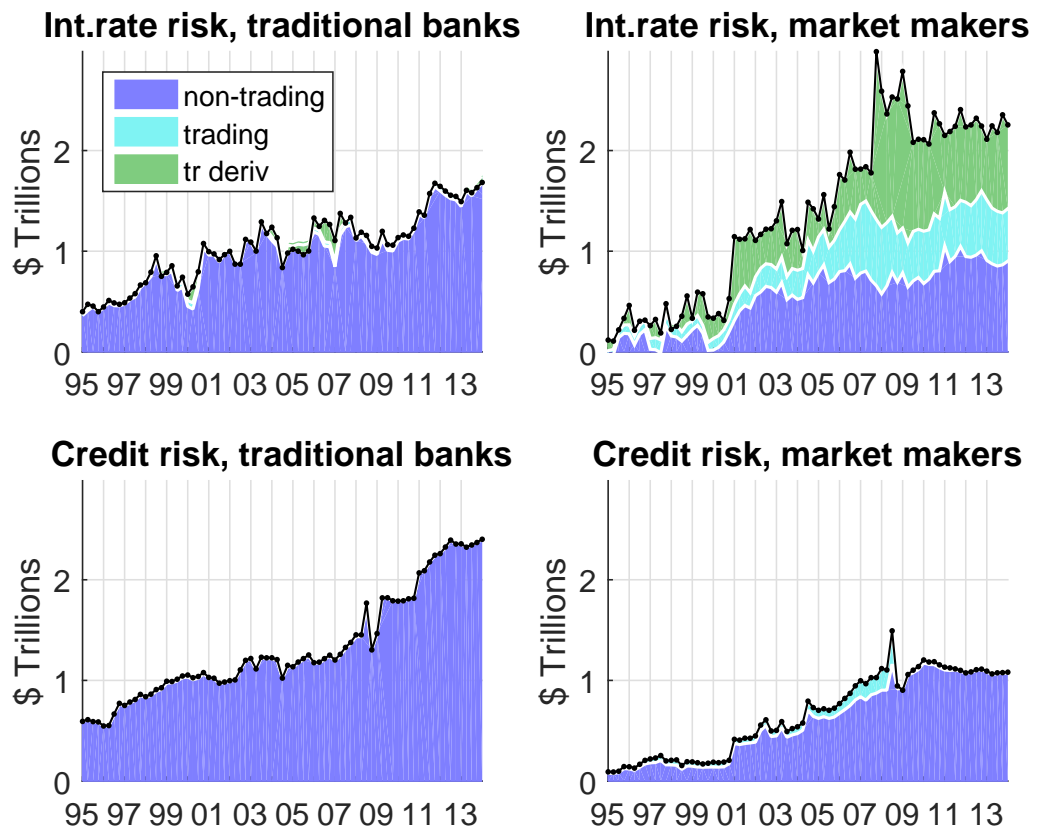 Int.rate risk, traditional banks
non-trading
trading
tr deriv
$ Trillions
2
1
0
95 97 99 01 03 05 07 09 11 13
Int.rate risk, market makers
$ Trillions
2
1
0
95 97 99 01 03 05 07 09 11 13
Credit risk, traditional banks
$ Trillions
2
1
0
95 97 99 01 03 05 07 09 11 13
Credit risk, market makers
$ Trillions
2
1
0
95 97 99 01 03 05 07 09 11 13